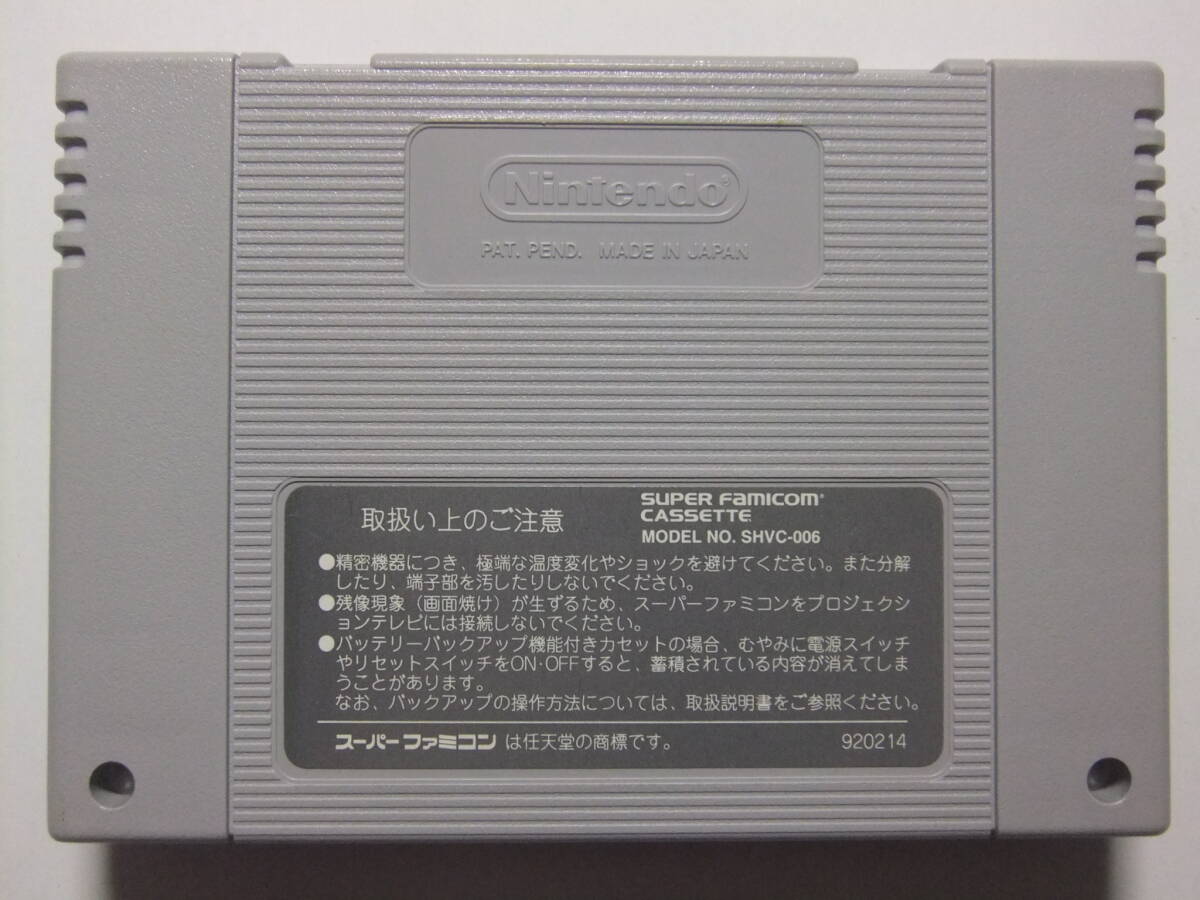 Nintendo®
PAT. PEND. MADE IN JAPAN
取扱い上のご注意
SUPER FAMICOM®
CASSETTE
MODEL NO. SHVC-006
●精密機器につき、極端な温度変化やショックを避けてください。また分解
したり、端子部を汚したりしないでください。
●残像現象（画面焼け）が生ずるため、スーパーファミコンをプロジェクシ
ョンテレビには接続しないでください。
●バッテリーバックアップ機能付きカセットの場合、むやみに電源スイッチ
やリセットスイッチをON・OFFすると、蓄積されている内容が消えてしま
うことがあります。
なお、バックアップの操作方法については、取扱説明書をご参照ください。
スーパーファミコン は任天堂の商標です。
920214